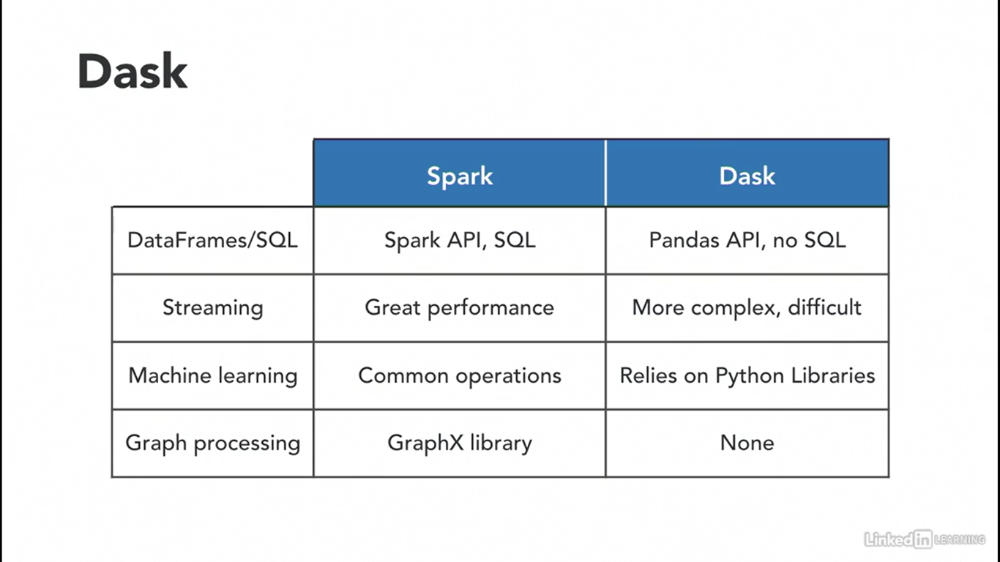 Dask
Spark Dask
DataFrames/SQL Spark API, SQL Pandas API, no SQL
Streaming Great performance More complex, difficult
Machine learning Common operations Relies on Python Libraries
Graph processing GraphX library None
Linked in LEARNING